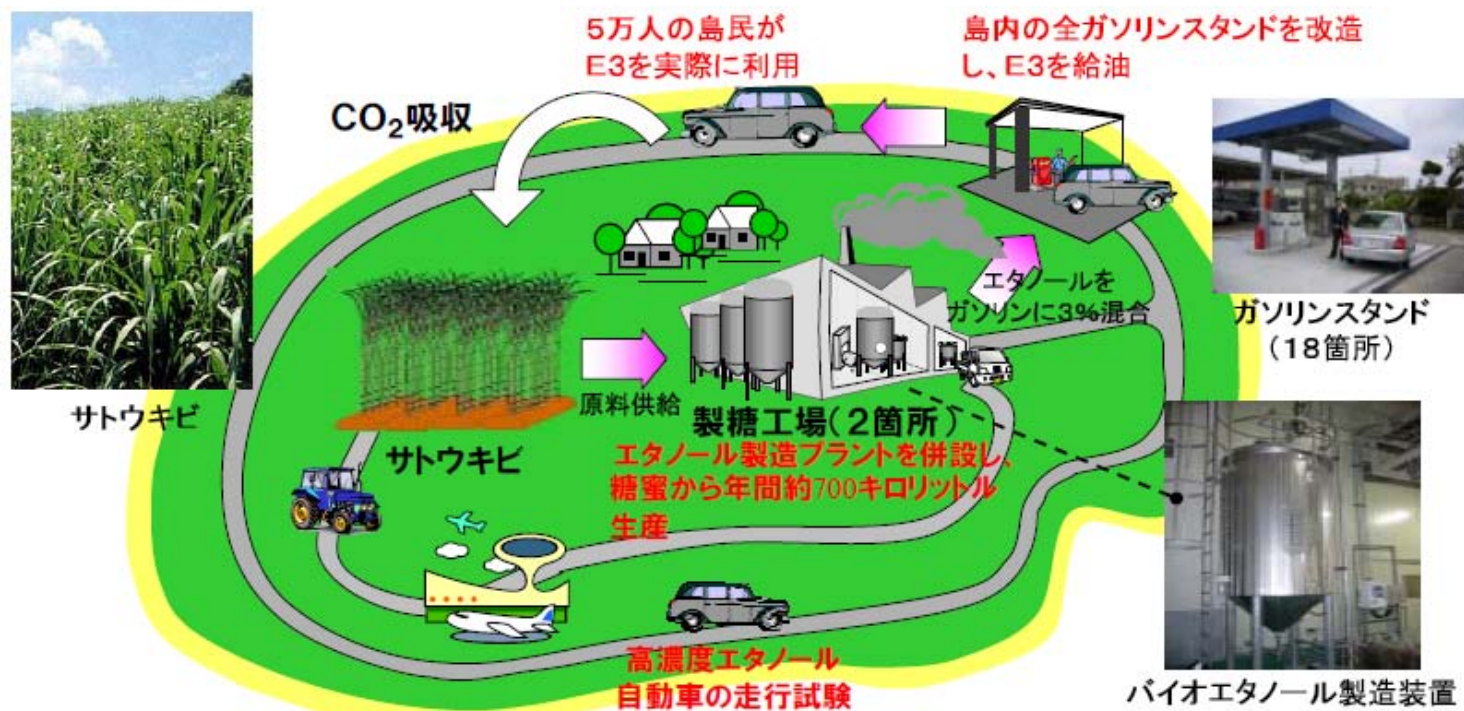 5万人の島民が
E3を実際に利用
島内の全ガソリンスタンドを改造
し、E3を給油
CO₂吸収
エタノールを
ガソリンに3%混合
ガソリンスタンド
（18箇所）
サトウキビ
原料供給
サトウキビ
製糖工場（2箇所）
エタノール製造プラントを併設し、
糖蜜から年間約700キロリットル
生産
高濃度エタノール
自動車の走行試験
バイオエタノール製造装置